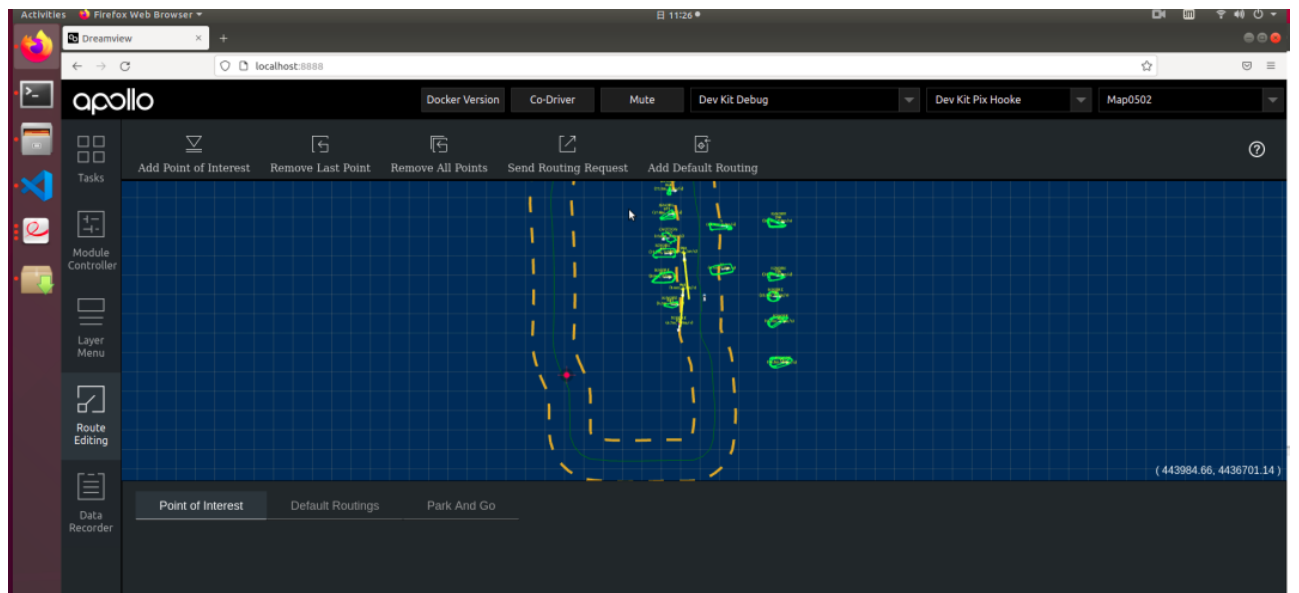 Activities Firefox Web Browser 日 11:26
Dreamview × +
localhost:8888
apollo Docker Version Co-Driver Mute Dev Kit Debug Dev Kit Pix Hooke Map0502
Tasks
Add Point of Interest Remove Last Point Remove All Points Send Routing Request Add Default Routing
Module
Controller
Layer
Menu
Route
Editing
( 443984.66, 4436701.14 )
Point of Interest Default Routings Park And Go
Data
Recorder